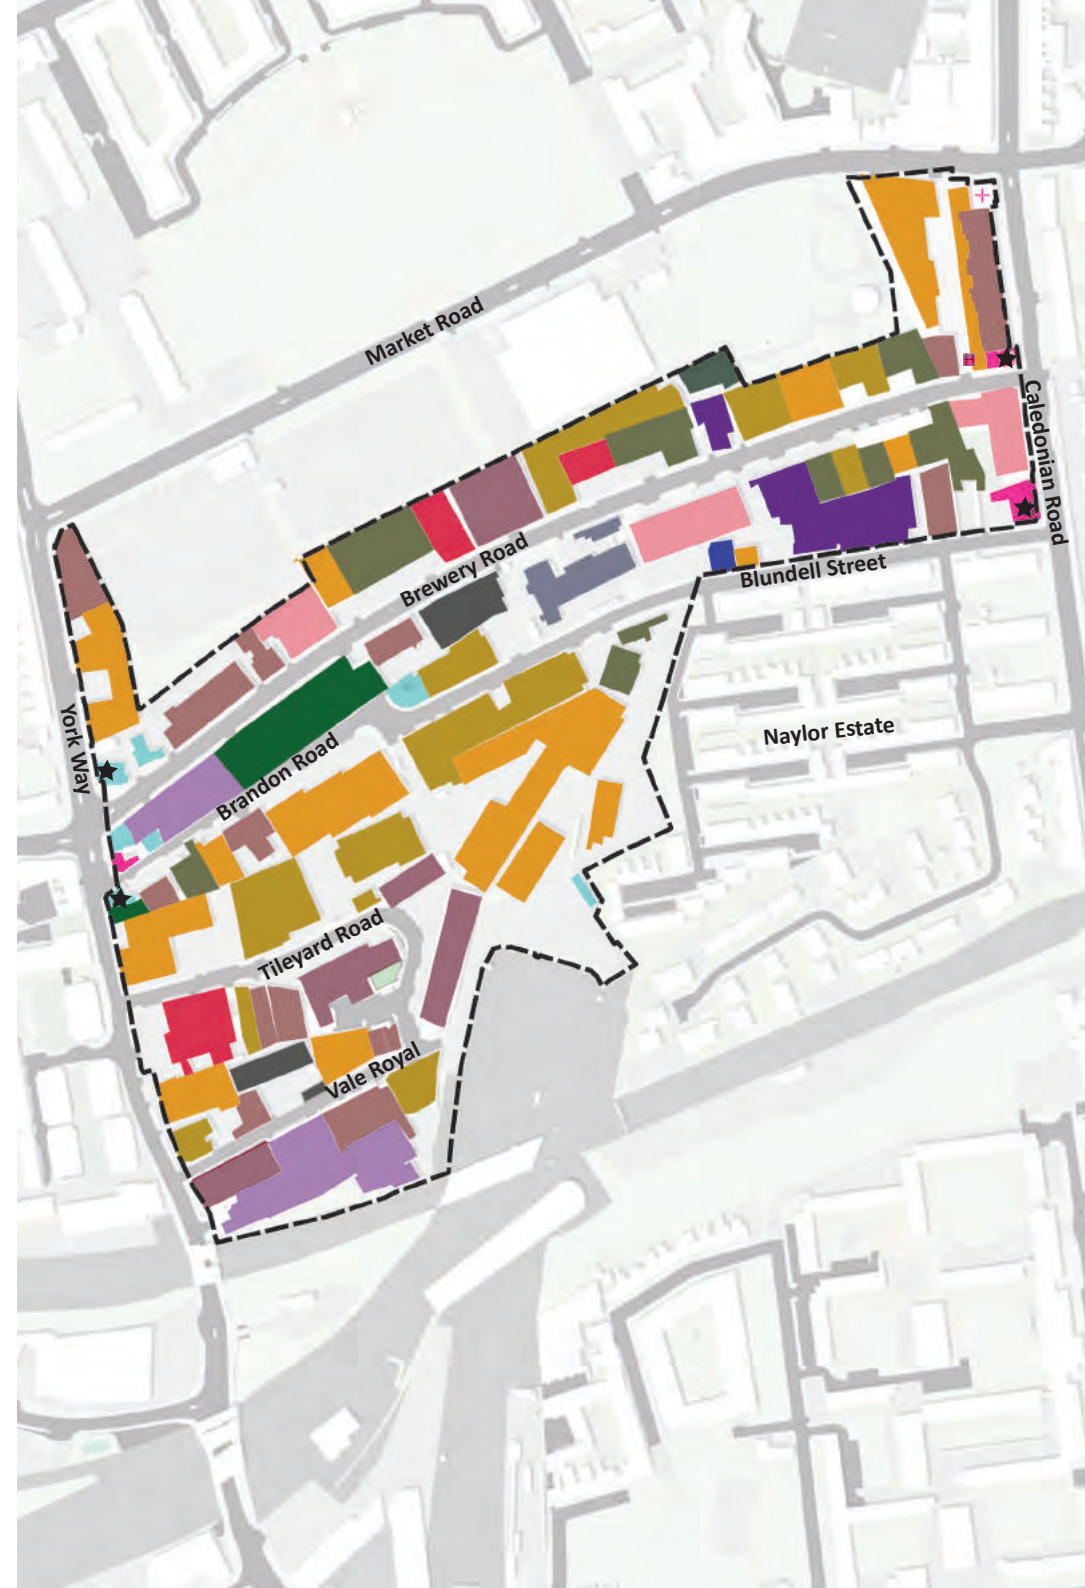 Market Road
Caledonian Road
Brewery Road
Blundell Street
York Way
Naylor Estate
Brandon Road
Tileyard Road
Vale Royal
H